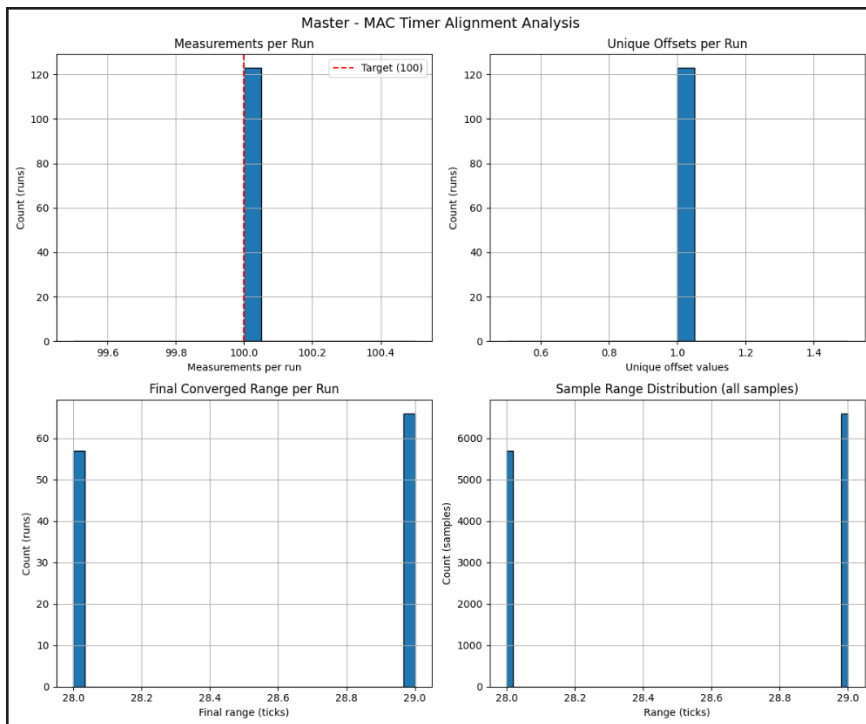 Master - MAC Timer Alignment Analysis
Measurements per Run
120
100
80
60
40
20
0
Count (runs)
Target (100)
99.6 99.8 100.0 100.2 100.4
Measurements per run
Unique Offsets per Run
120
100
80
60
40
20
0
Count (runs)
0.6 0.8 1.0 1.2 1.4
Unique offset values
Final Converged Range per Run
60
50
40
30
20
10
0
Count (runs)
28.0 28.2 28.4 28.6 28.8 29.0
Final range (ticks)
Sample Range Distribution (all samples)
6000
5000
4000
3000
2000
1000
0
Count (samples)
28.0 28.2 28.4 28.6 28.8 29.0
Range (ticks)